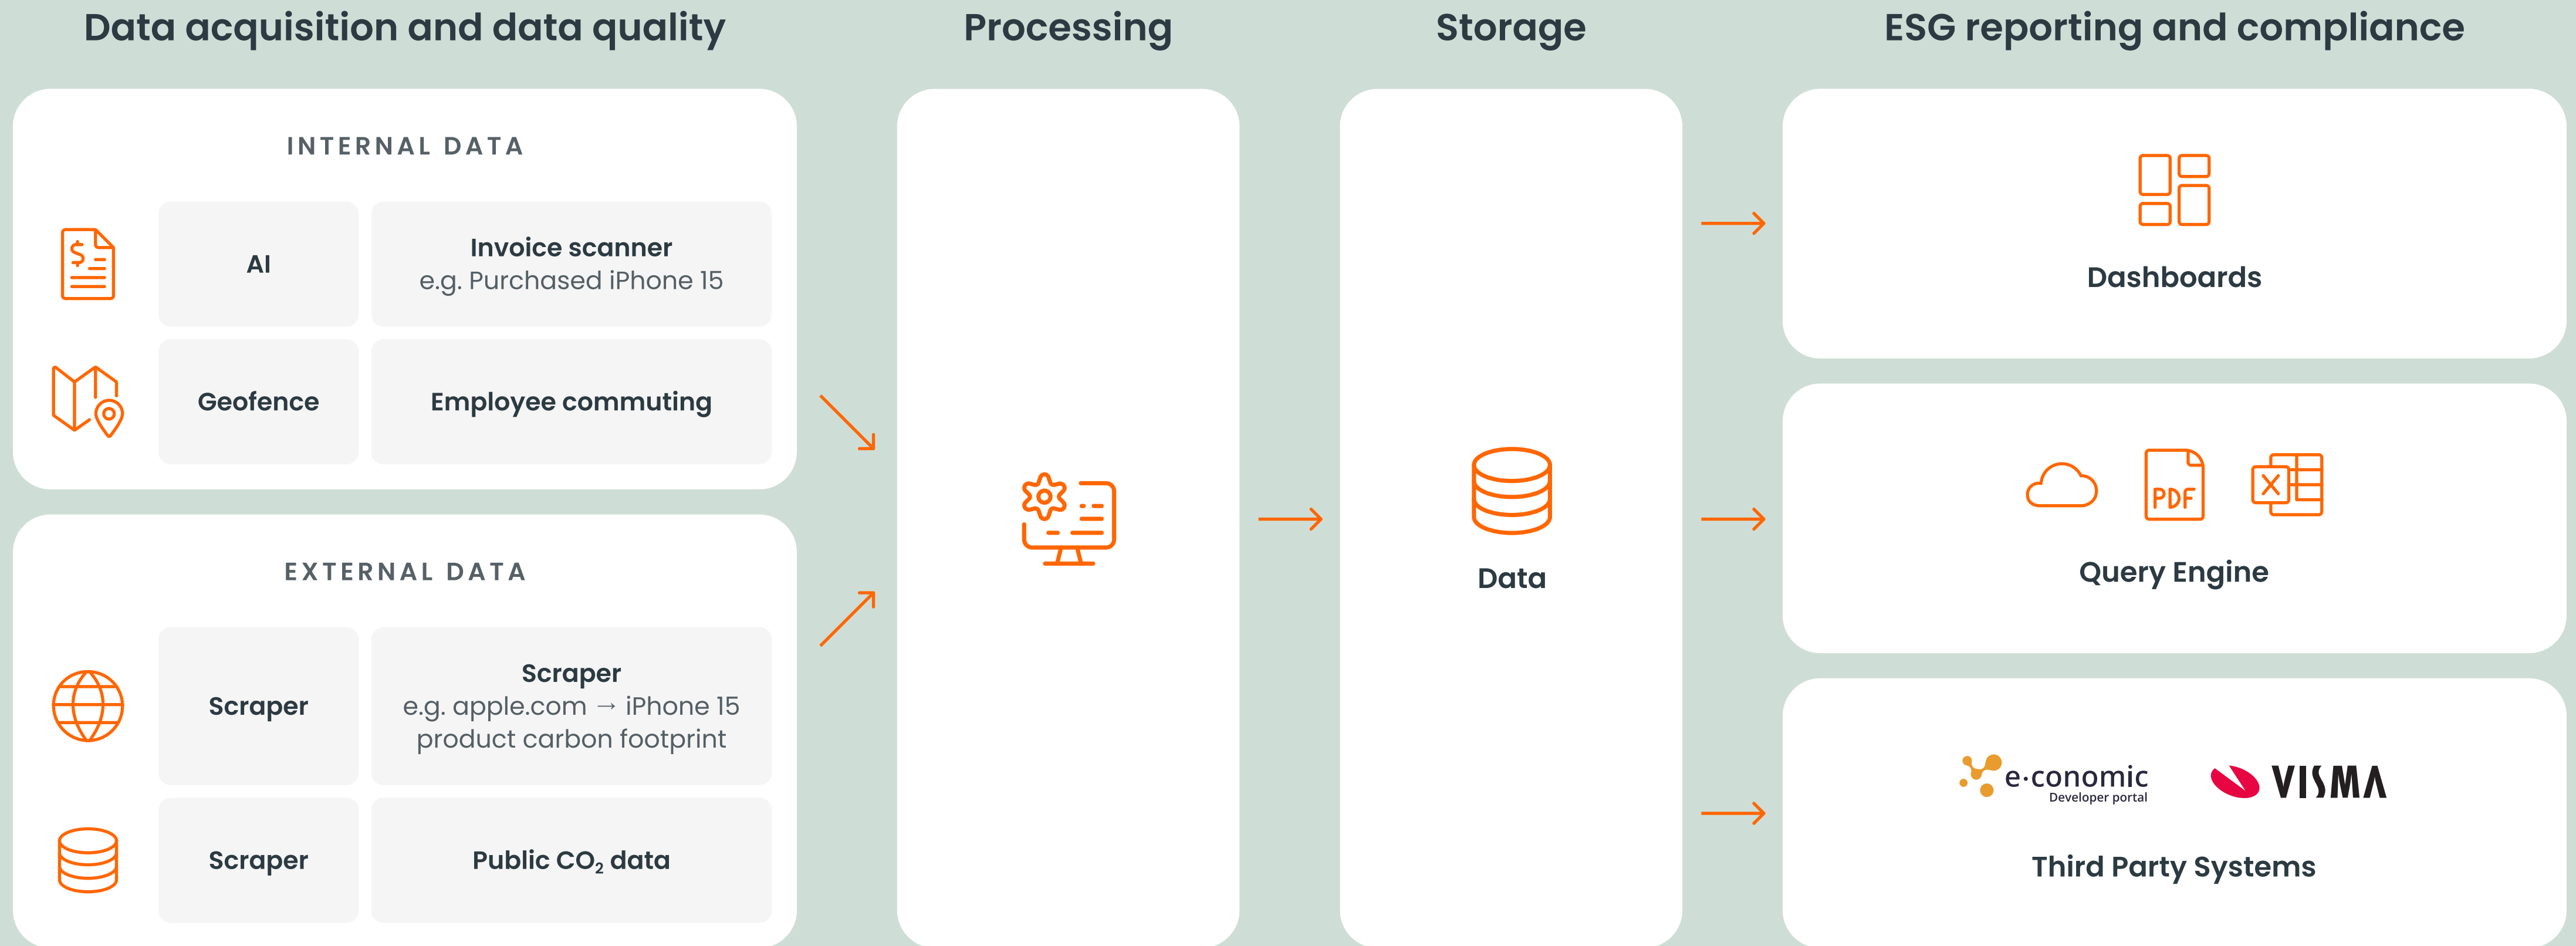 Data acquisition and data quality
Processing
Storage
ESG reporting and compliance
INTERNAL DATA
$
AI
Invoice scanner
e.g. Purchased iPhone 15
Geofence
Employee commuting
EXTERNAL DATA
Scraper
Scraper
e.g. apple.com → iPhone 15
product carbon footprint
Scraper
Public CO₂ data
Data
Dashboards
PDF
X
Query Engine
e·conomic
Developer portal
VISMA
Third Party Systems